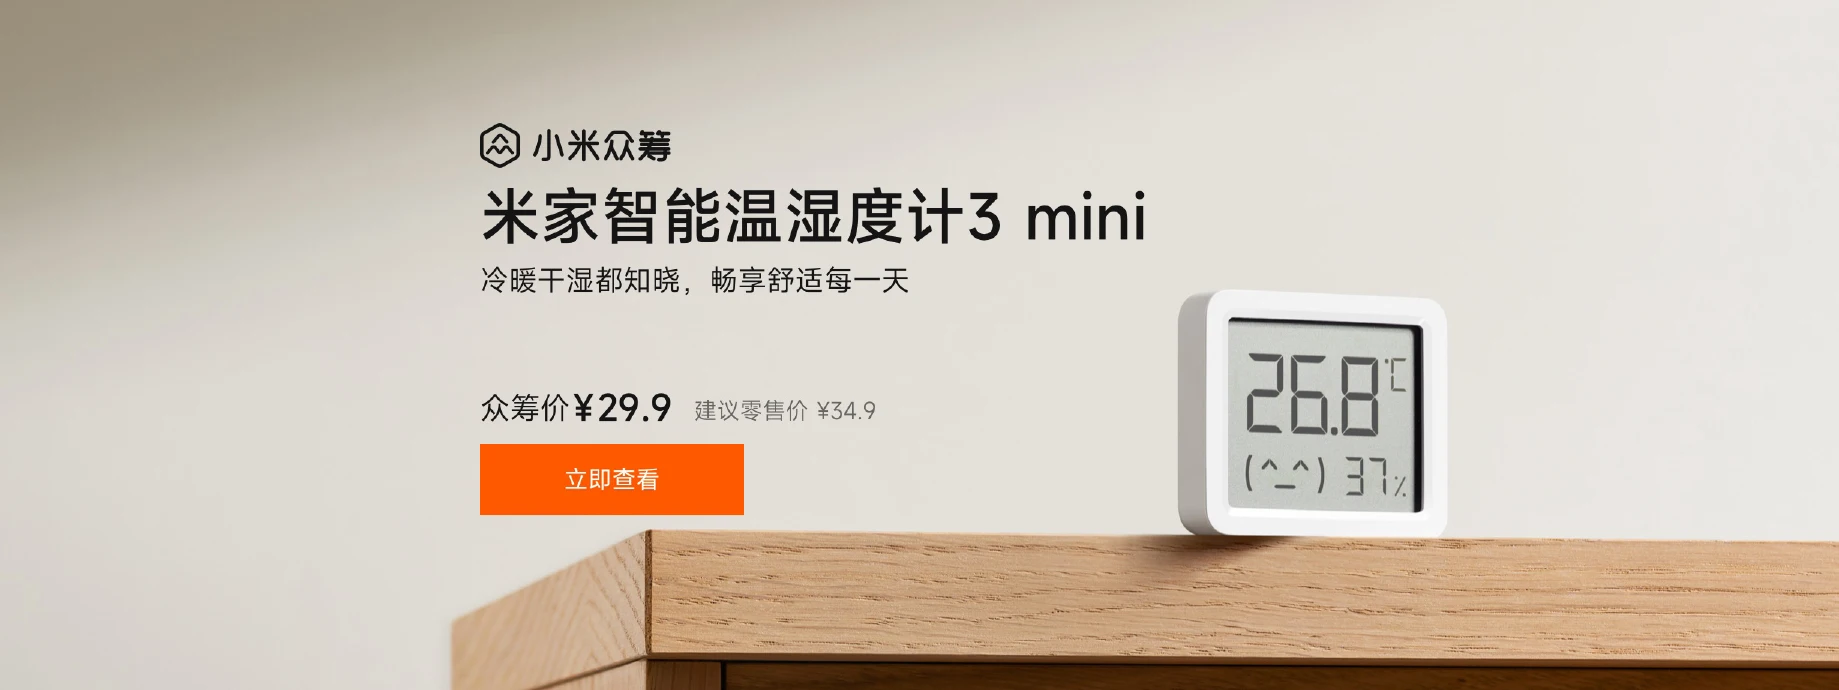 小米众筹
米家智能温湿度计3 mini
冷暖干湿都知晓，畅享舒适每一天
众筹价¥29.9 建议零售价 ¥34.9
立即查看
26.8℃
(^_^) 37%